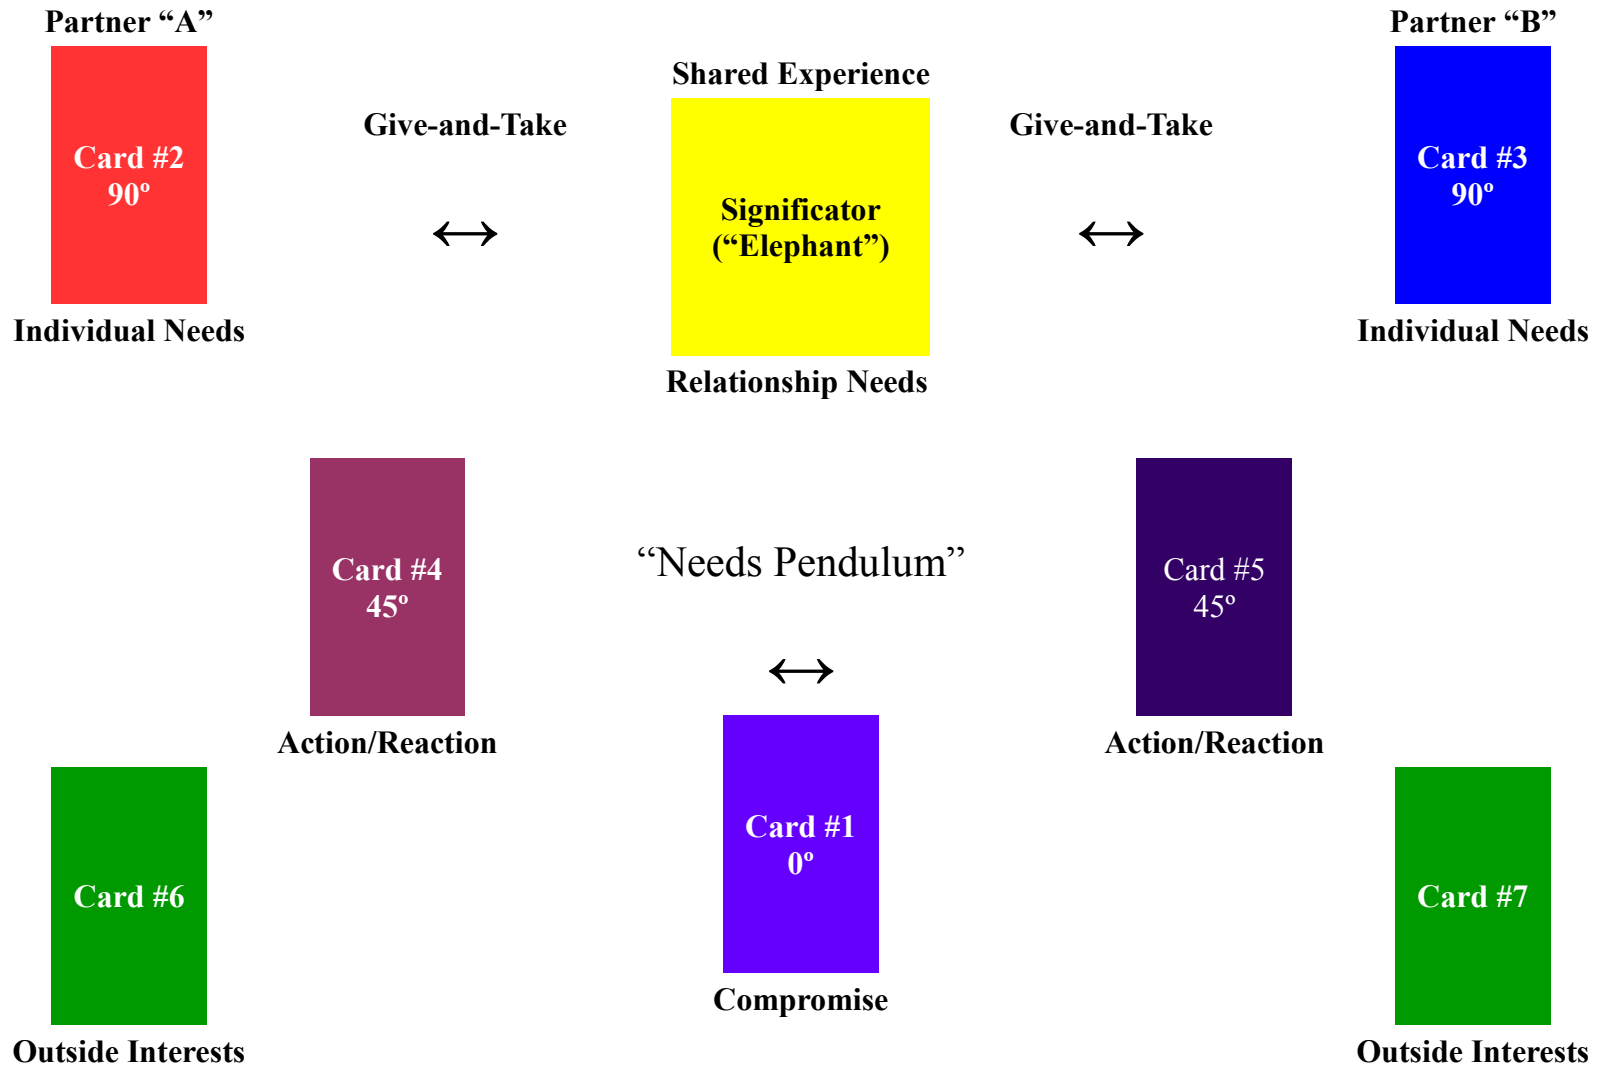 Partner “A”
Partner “B”
Shared Experience
Give-and-Take
Give-and-Take
Card #2
90º
Significator
(“Elephant”)
Card #3
90º
Individual Needs
Relationship Needs
Individual Needs
Card #4
45º
“Needs Pendulum”
Card #5
45º
Action/Reaction
Action/Reaction
Card #1
0º
Card #6
Card #7
Compromise
Outside Interests
Outside Interests